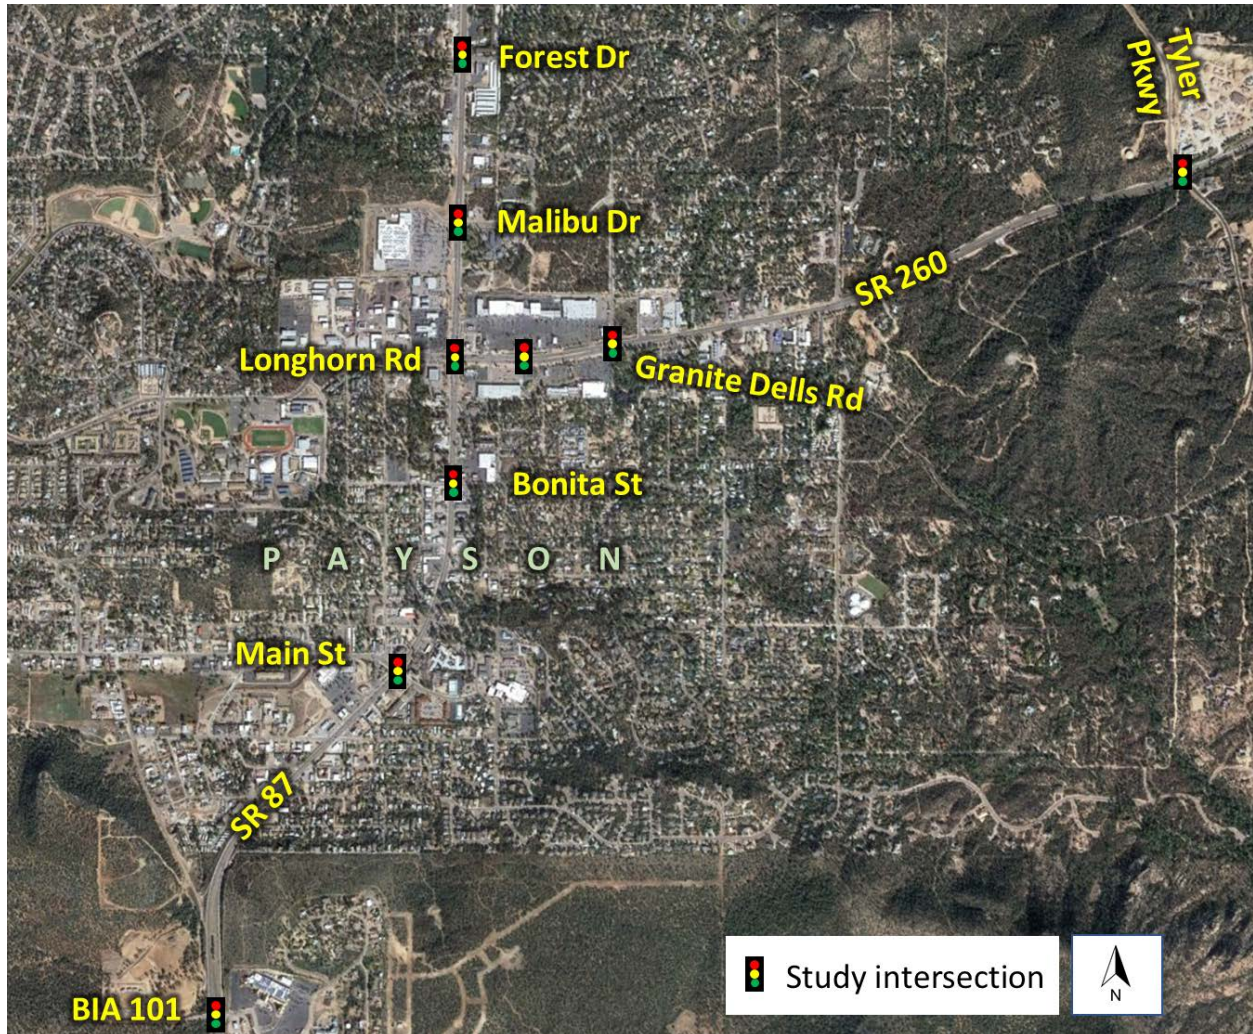 Forest Dr
Tyler
Pkwy
Malibu Dr
SR 260
Longhorn Rd
Granite Dells Rd
Bonita St
P A Y S O N
Main St
SR 87
BIA 101
Study intersection
N